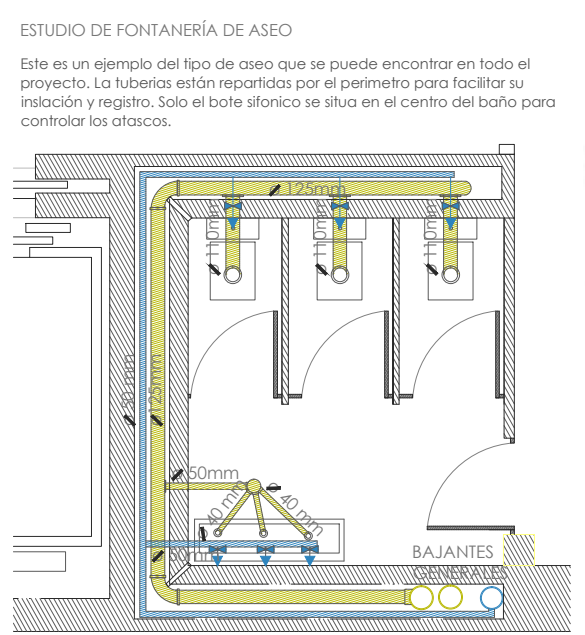 ESTUDIO DE FONTANERÍA DE ASEO
Este es un ejemplo del tipo de aseo que se puede encontrar en todo el
proyecto. La tuberias están repartidas por el perimetro para facilitar su
inslación y registro. Solo el bote sifonico se situa en el centro del baño para
controlar los atascos.
125mm
110mm
110mm
110mm
30 mm
125mm
50mm
40 mm
40 mm
50mm
BAJANTES
GENERALES